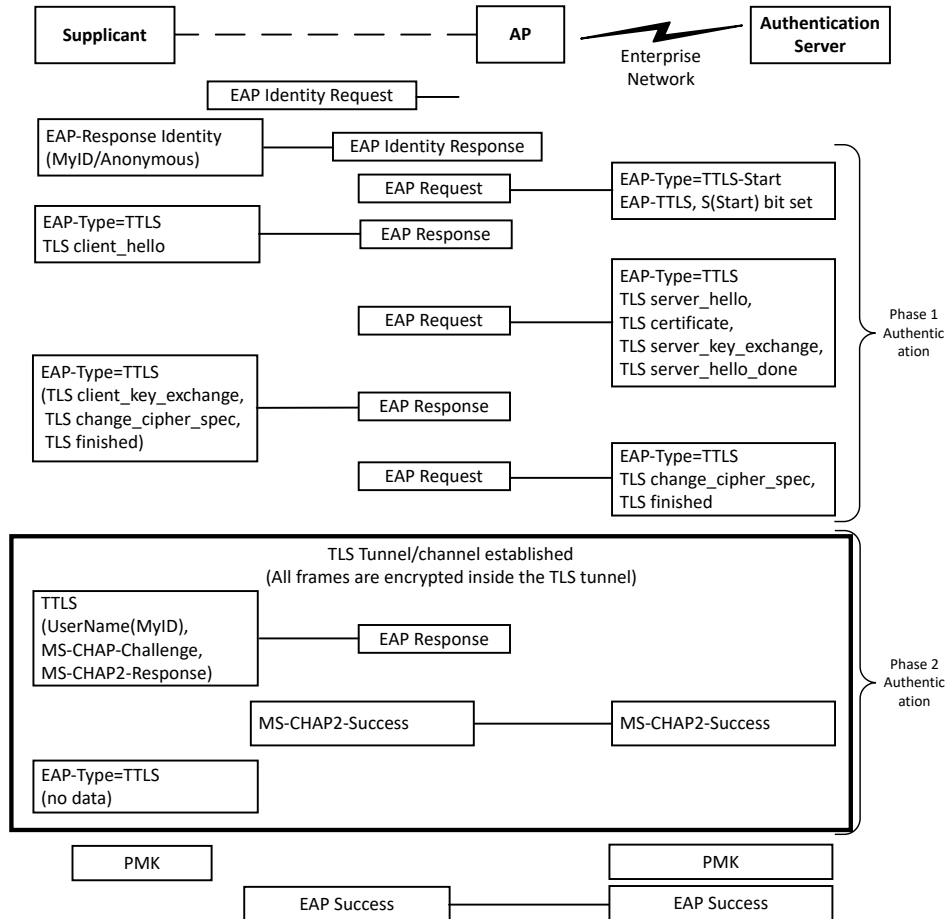 Supplicant
AP
Authentication
Server
Enterprise
Network
EAP Identity Request
EAP-Response Identity
(MyID/Anonymous)
EAP Identity Response
EAP Request
EAP-Type=TTLS-Start
EAP-TTLS, S(Start) bit set
EAP-Type=TTLS
TLS client_hello
EAP Response
EAP-Type=TTLS
TLS server_hello,
TLS certificate,
TLS server_key_exchange,
TLS server_hello_done
EAP Request
Phase 1
Authentic
ation
EAP-Type=TTLS
(TLS client_key_exchange,
TLS change_cipher_spec,
TLS finished)
EAP Response
EAP Request
EAP-Type=TTLS
TLS change_cipher_spec,
TLS finished
TLS Tunnel/channel established
(All frames are encrypted inside the TLS tunnel)
TTLS
(UserName(MyID),
MS-CHAP-Challenge,
MS-CHAP2-Response)
EAP Response
Phase 2
Authentic
ation
MS-CHAP2-Success
MS-CHAP2-Success
EAP-Type=TTLS
(no data)
PMK
PMK
EAP Success
EAP Success